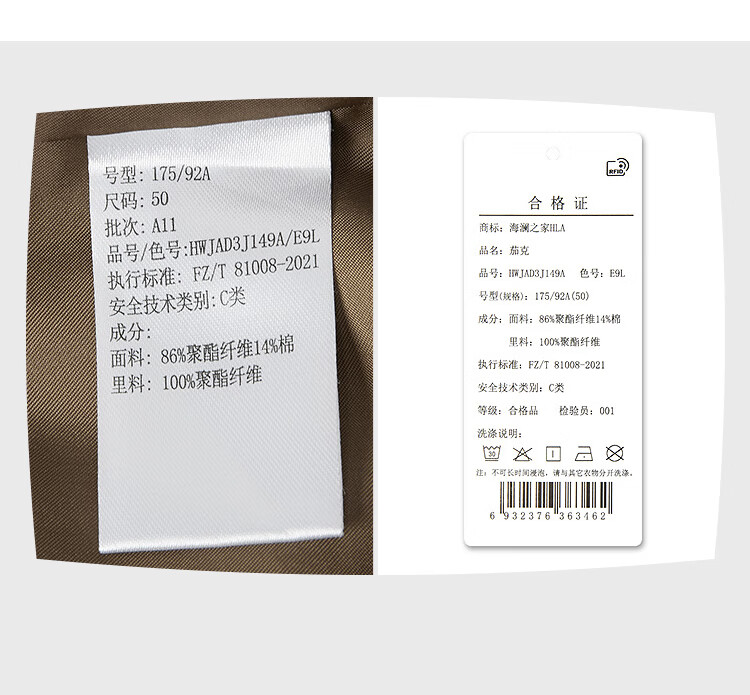 号型: 175/92A
尺码: 50
批次: A11
品号/色号:HWJAD3J149A/E9L
执行标准: FZ/T 81008-2021
安全技术类别:C类
成分:
面料: 86%聚酯纤维14%棉
里料: 100%聚酯纤维
RFID
合格证
商标: 海澜之家HLA
品名: 茄克
品号: HWJAD3J149A 色号: E9L
号型(规格): 175/92A(50)
成分: 面料: 86%聚酯纤维14%棉
里料: 100%聚酯纤维
执行标准: FZ/T 81008-2021
安全技术类别: C类
等级: 合格品 检验员: 001
洗涤说明:
30
注: 不可长时间浸泡, 请与其它衣物分开洗涤。
6 932376 363462